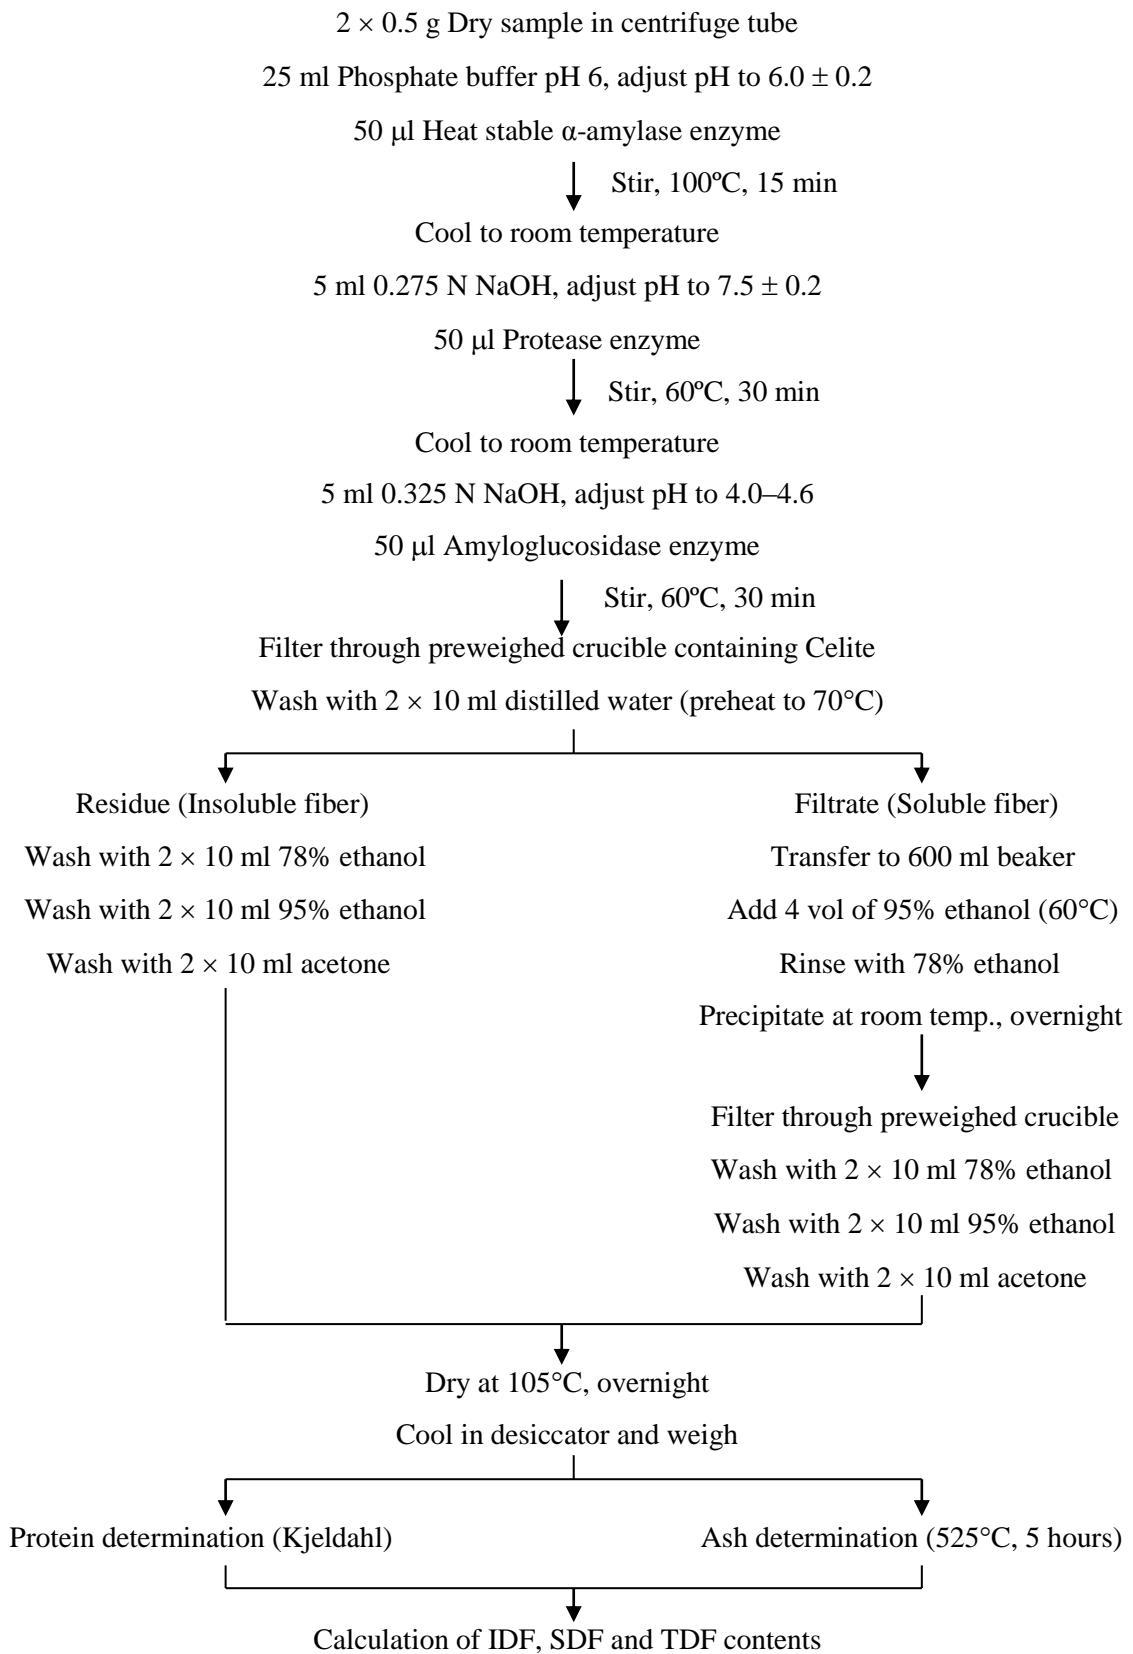 2 × 0.5 g Dry sample in centrifuge tube
25 ml Phosphate buffer pH 6, adjust pH to 6.0 ± 0.2
50 μl Heat stable α-amylase enzyme
Stir, 100ºC, 15 min
Cool to room temperature
5 ml 0.275 N NaOH, adjust pH to 7.5 ± 0.2
50 μl Protease enzyme
Stir, 60ºC, 30 min
Cool to room temperature
5 ml 0.325 N NaOH, adjust pH to 4.0–4.6
50 μl Amyloglucosidase enzyme
Stir, 60ºC, 30 min
Filter through preweighed crucible containing Celite
Wash with 2 × 10 ml distilled water (preheat to 70°C)
Residue (Insoluble fiber)
Wash with 2 × 10 ml 78% ethanol
Wash with 2 × 10 ml 95% ethanol
Wash with 2 × 10 ml acetone
Filtrate (Soluble fiber)
Transfer to 600 ml beaker
Add 4 vol of 95% ethanol (60°C)
Rinse with 78% ethanol
Precipitate at room temp., overnight
Filter through preweighed crucible
Wash with 2 × 10 ml 78% ethanol
Wash with 2 × 10 ml 95% ethanol
Wash with 2 × 10 ml acetone
Dry at 105°C, overnight
Cool in desiccator and weigh
Protein determination (Kjeldahl)
Ash determination (525°C, 5 hours)
Calculation of IDF, SDF and TDF contents